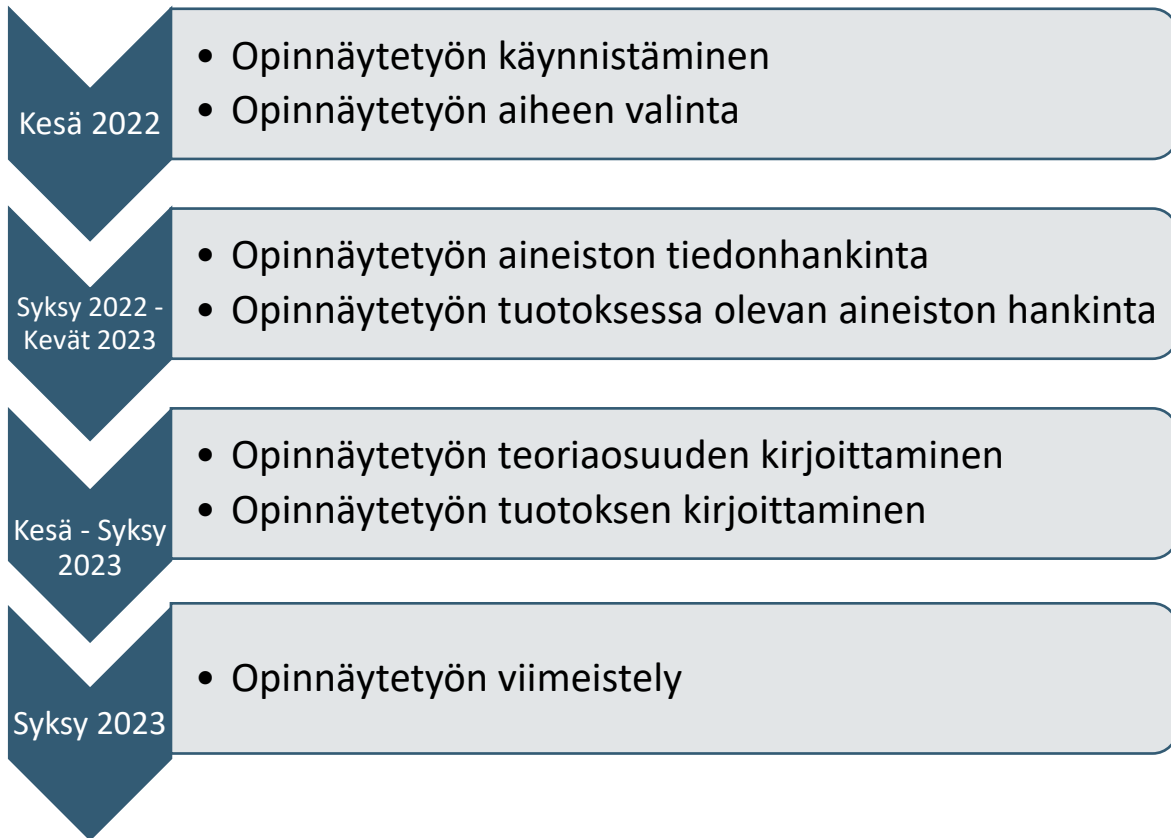 Kesä 2022
• Opinnäytetyön käynnistäminen
• Opinnäytetyön aiheen valinta
Syksy 2022 -
Kevät 2023
• Opinnäytetyön aineiston tiedonhankinta
• Opinnäytetyön tuotoksessa olevan aineiston hankinta
Kesä - Syksy
2023
• Opinnäytetyön teoriaosuuden kirjoittaminen
• Opinnäytetyön tuotoksen kirjoittaminen
Syksy 2023
• Opinnäytetyön viimeistely